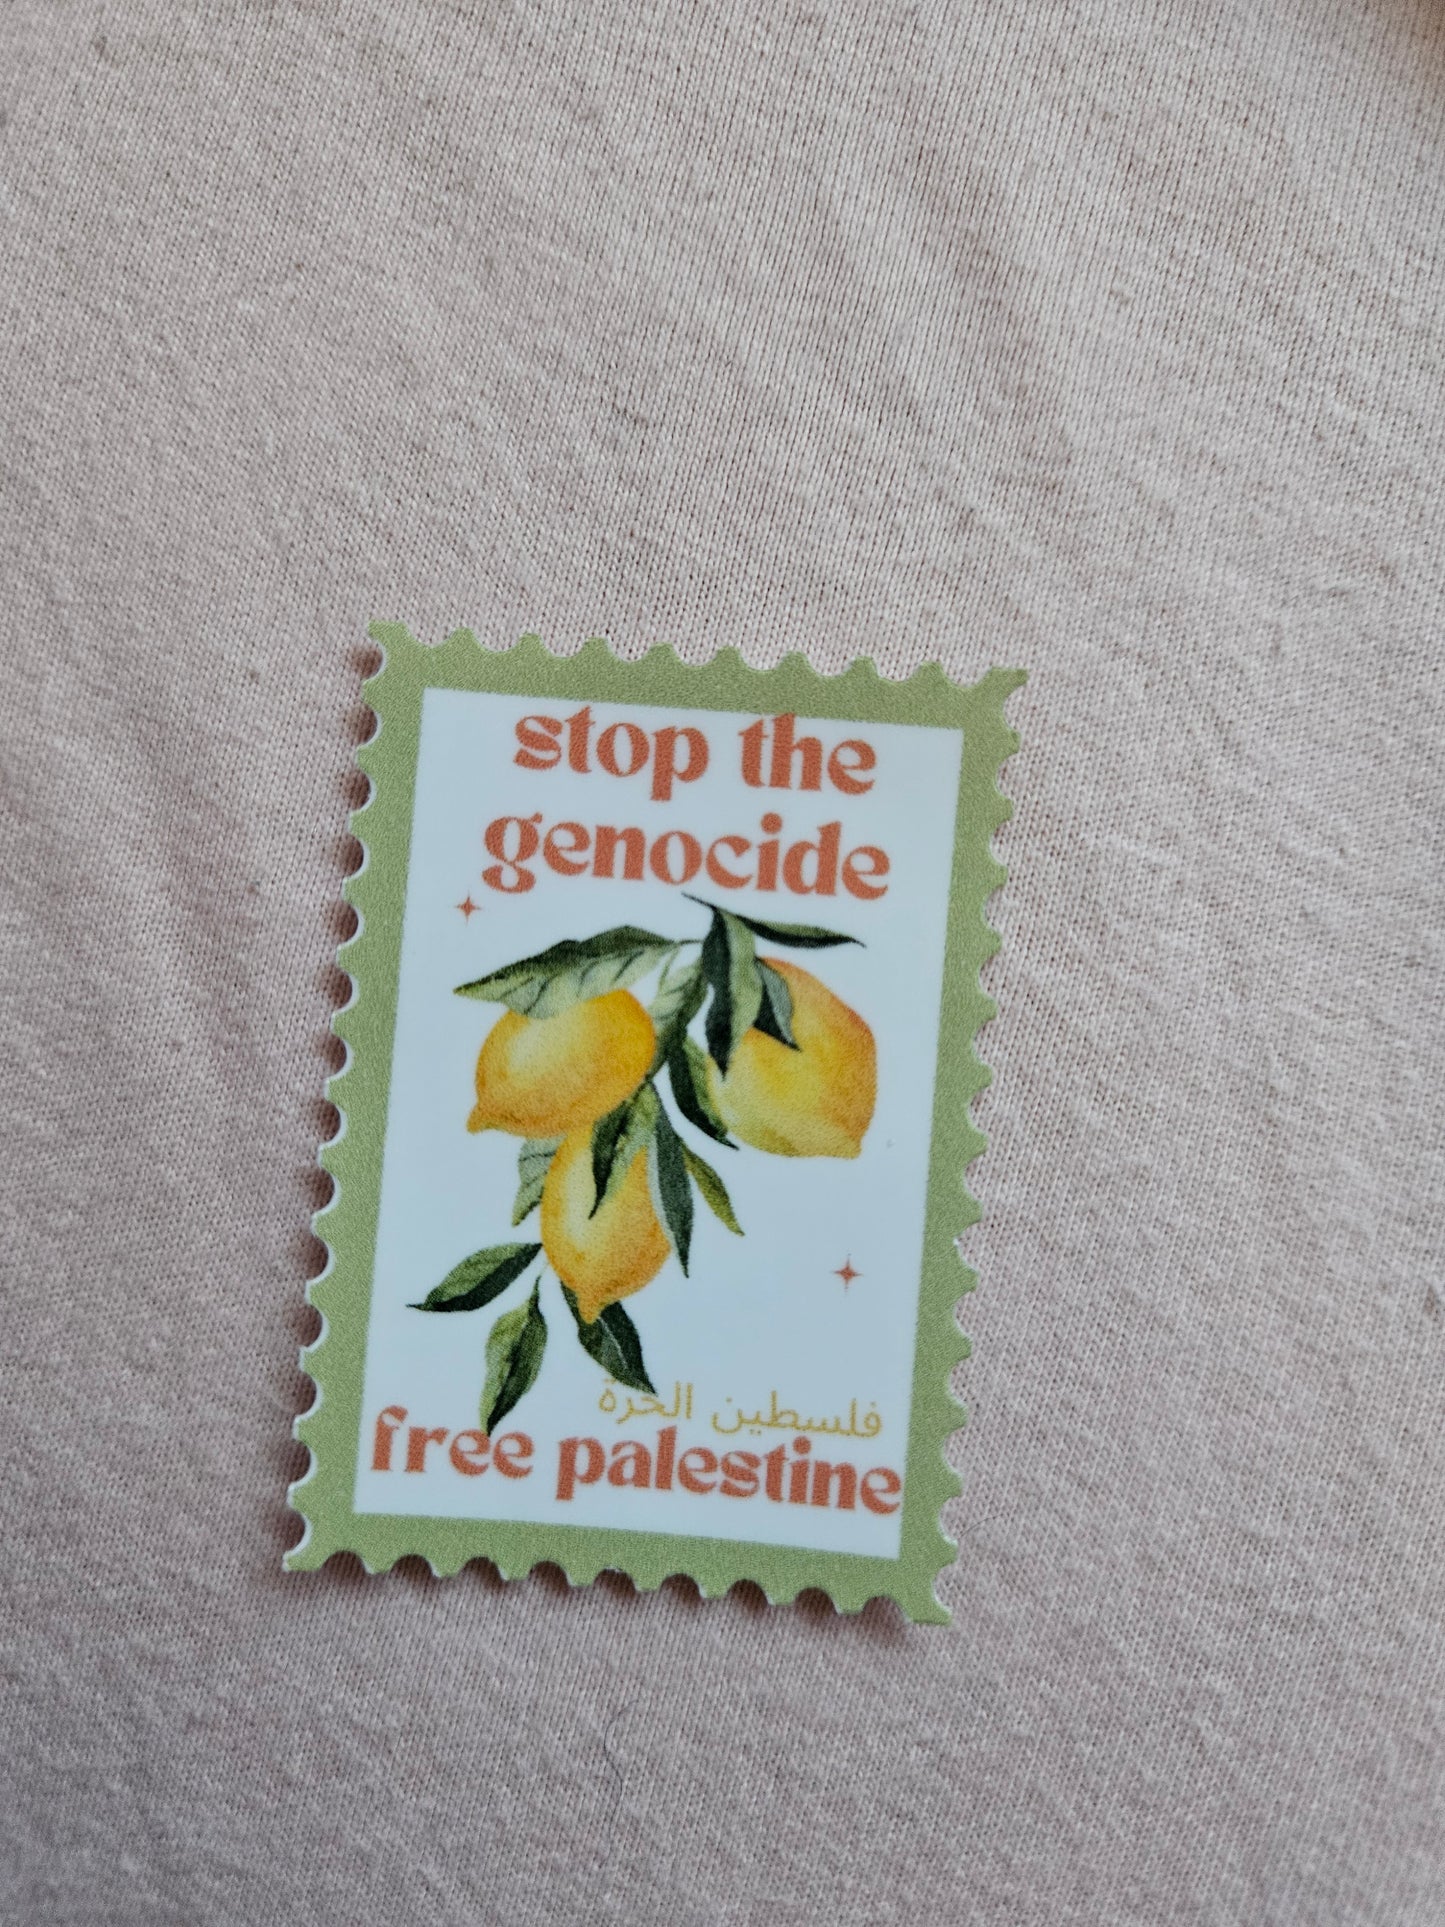 stop the
genocide
فلسطين الحرة
free palestine